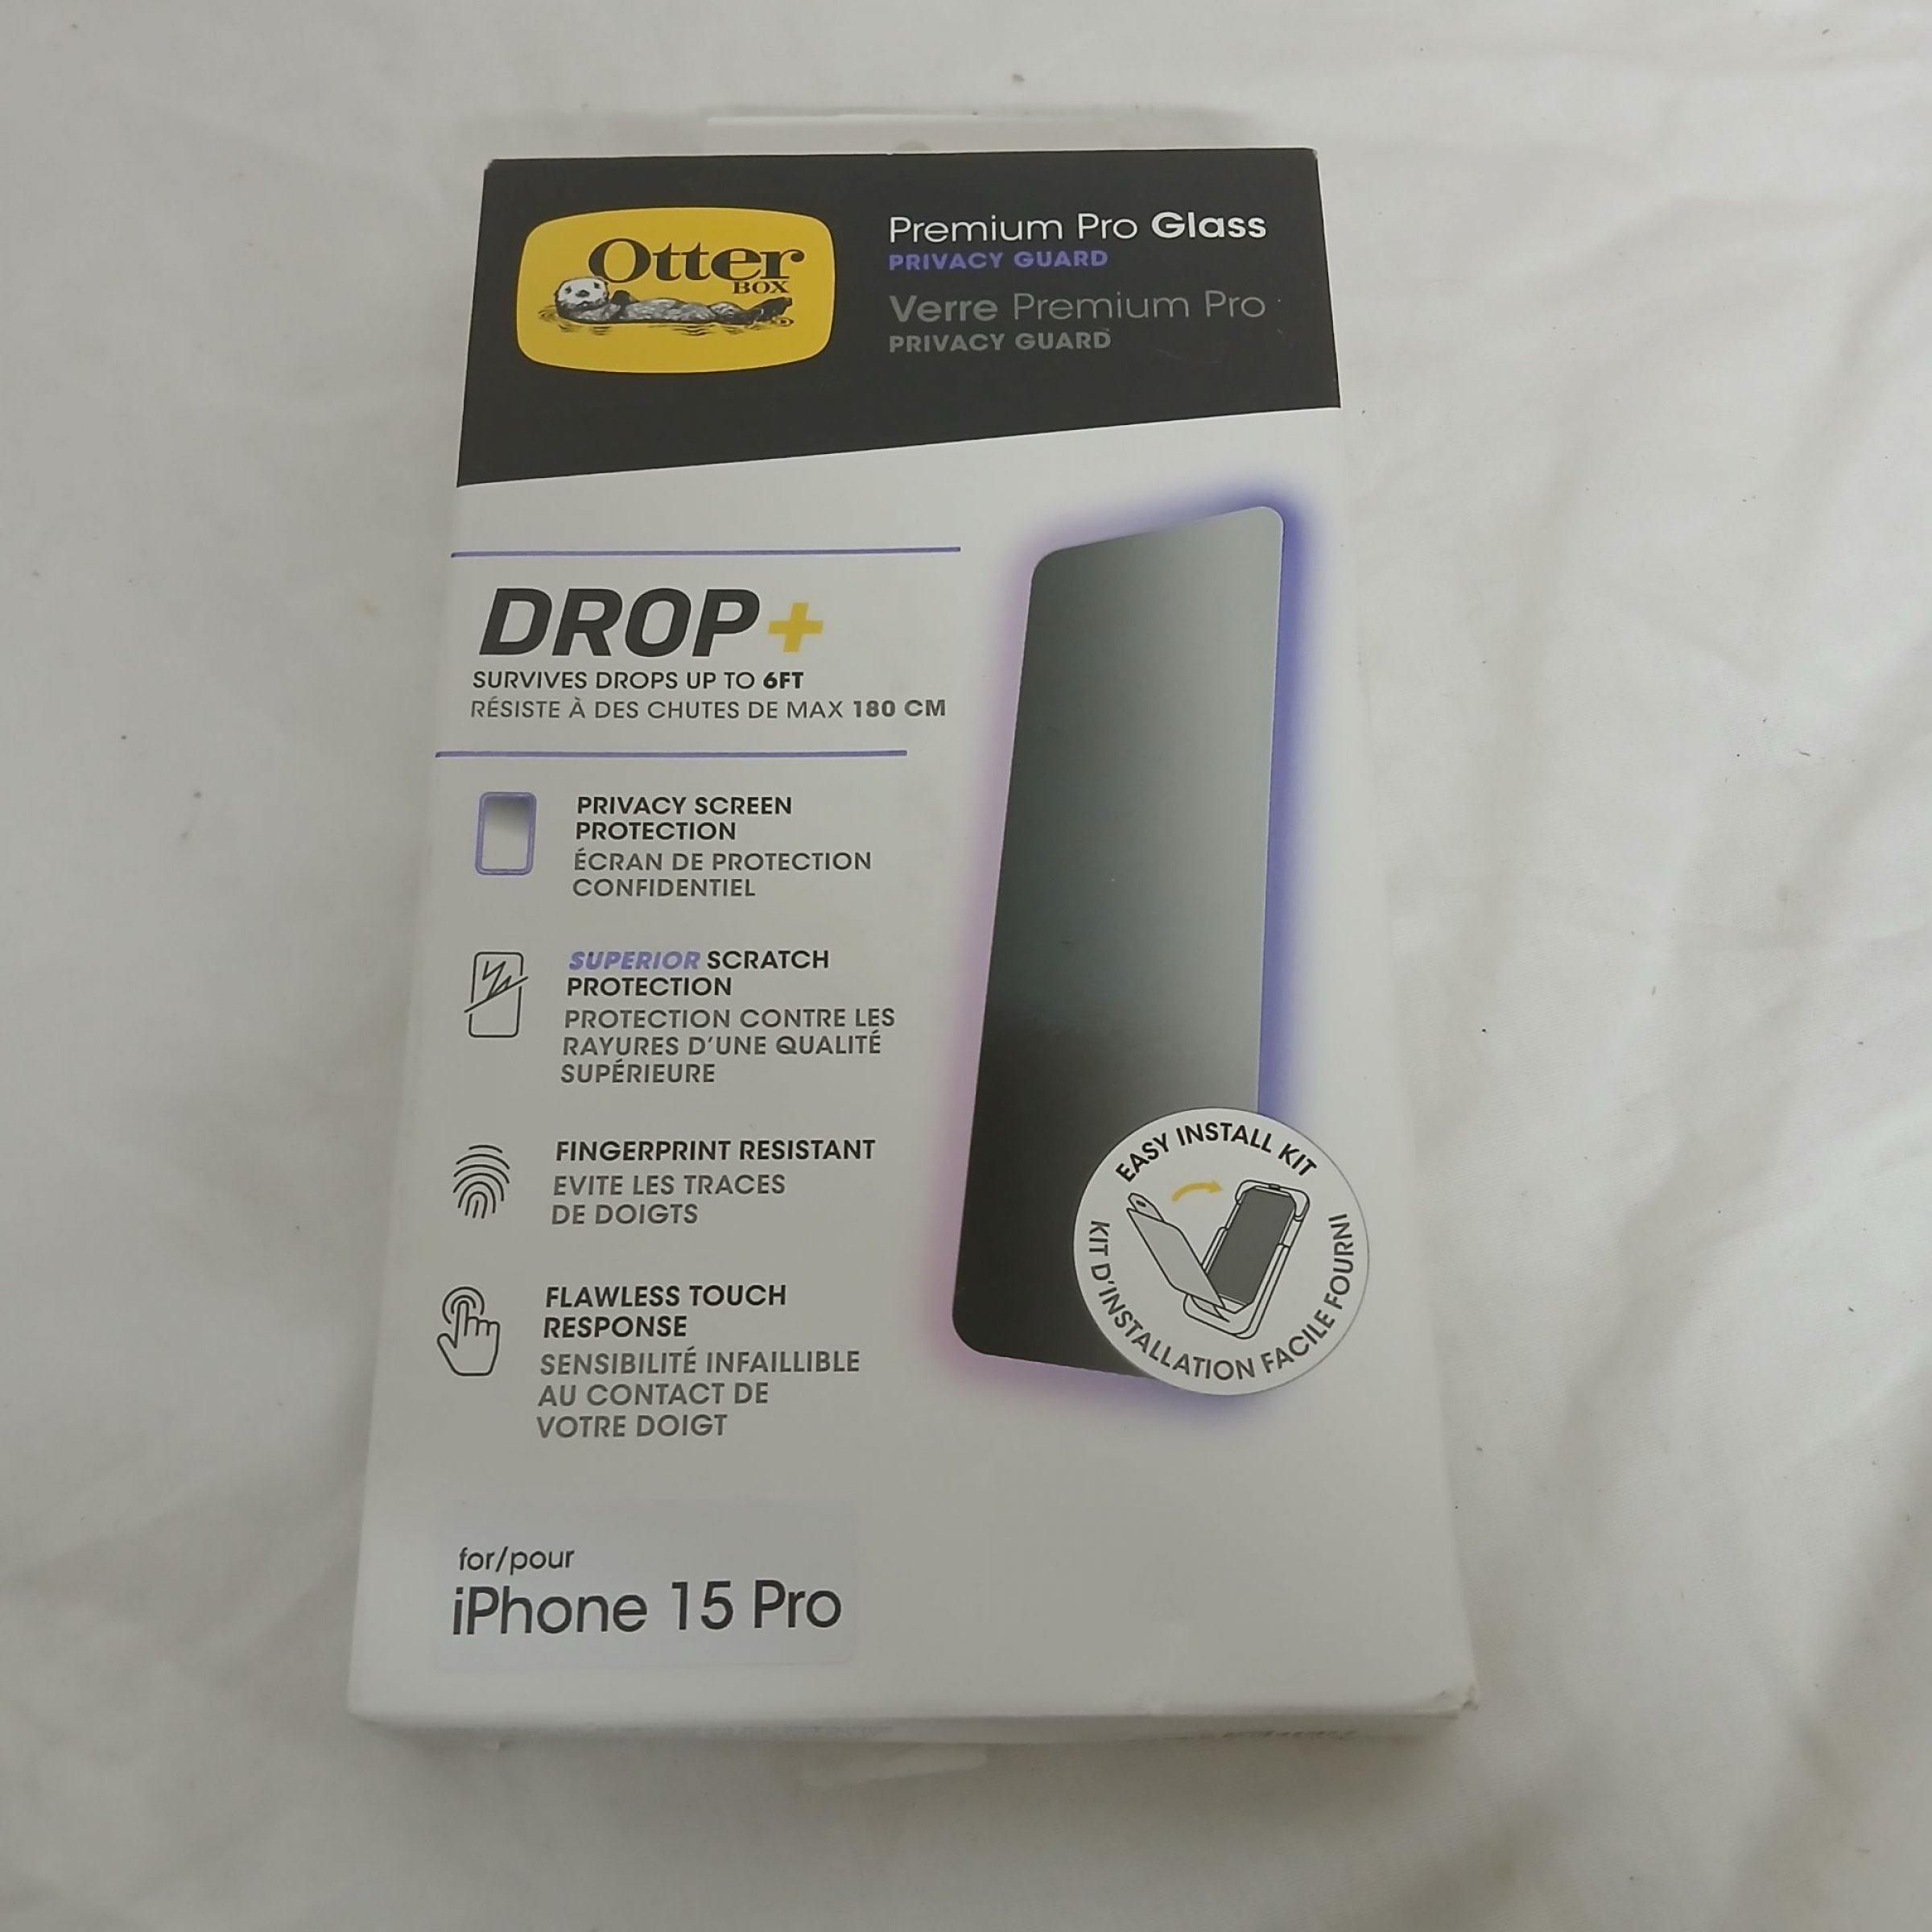 Otter
BOX
Premium Pro Glass
PRIVACY GUARD
Verre Premium Pro
PRIVACY GUARD
DROP+
SURVIVES DROPS UP TO 6FT
RÉSISTE À DES CHUTES DE MAX 180 CM
PRIVACY SCREEN
PROTECTION
ÉCRAN DE PROTECTION
CONFIDENTIEL
SUPERIOR SCRATCH
PROTECTION
PROTECTION CONTRE LES
RAYURES D'UNE QUALITÉ
SUPÉRIEURE
FINGERPRINT RESISTANT
EVITE LES TRACES
DE DOIGTS
FLAWLESS TOUCH
RESPONSE
SENSIBILITÉ INFAILLIBLE
AU CONTACT DE
VOTRE DOIGT
EASY INSTALL KIT
KIT D'INSTALLATION FACILE FOURNI
for/pour
iPhone 15 Pro